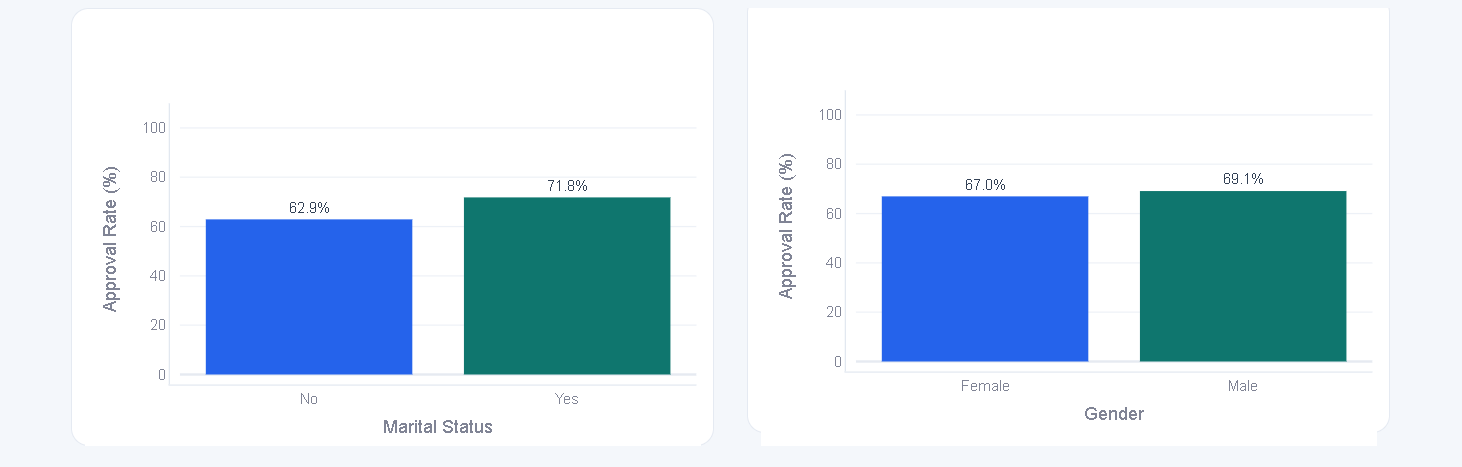 Approval Rate (%)
100
80
60
40
20
0
62.9%
71.8%
No
Yes
Marital Status
Approval Rate (%)
100
80
60
40
20
0
67.0%
69.1%
Female
Male
Gender